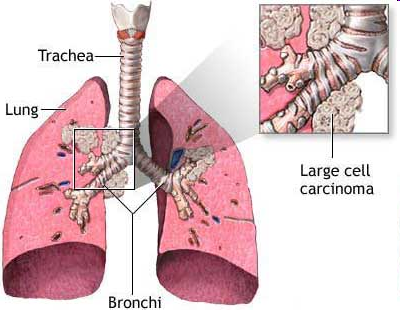 Trachea
Lung
Large cell
carcinoma
Bronchi